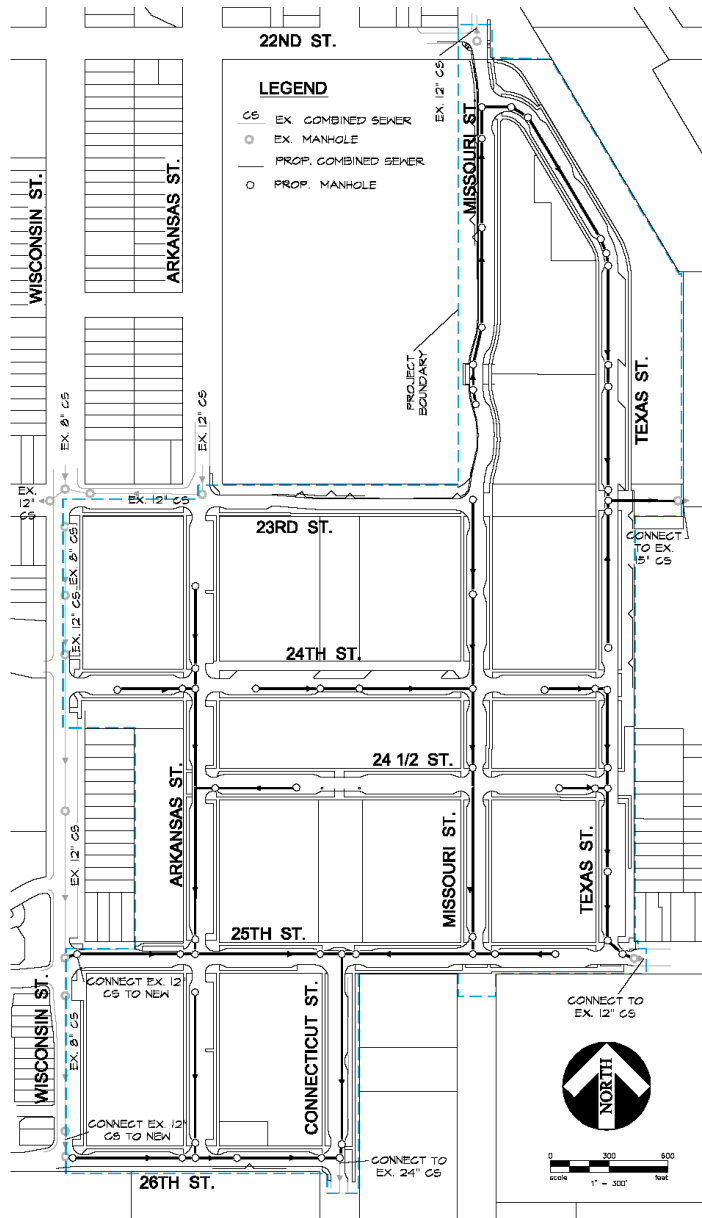 22ND ST.
LEGEND
CS EX. COMBINED SEWER
EX. MANHOLE
PROP. COMBINED SEWER
PROP. MANHOLE
EX. 12" CS
MISSOURI ST.
WISCONSIN ST.
ARKANSAS ST.
PROJECT
BOUNDARY
TEXAS ST.
EX. 8" CS
EX. 12" CS
EX.
12"
CS
EX. 12" CS
23RD ST.
CONNECT
TO EX.
15" CS
EX. 12" CS
EX. 8" CS
24TH ST.
24 1/2 ST.
ARKANSAS ST.
MISSOURI ST.
TEXAS ST.
EX. 12" CS
25TH ST.
CONNECT EX. 12"
CS TO NEW
CONNECT TO
EX. 12" CS
WISCONSIN ST.
EX. 8" CS
CONNECTICUT ST.
CONNECT EX. 12"
CS TO NEW
CONNECT TO
EX. 24" CS
26TH ST.
NORTH
0 300 600
scale 1" = 300' feet